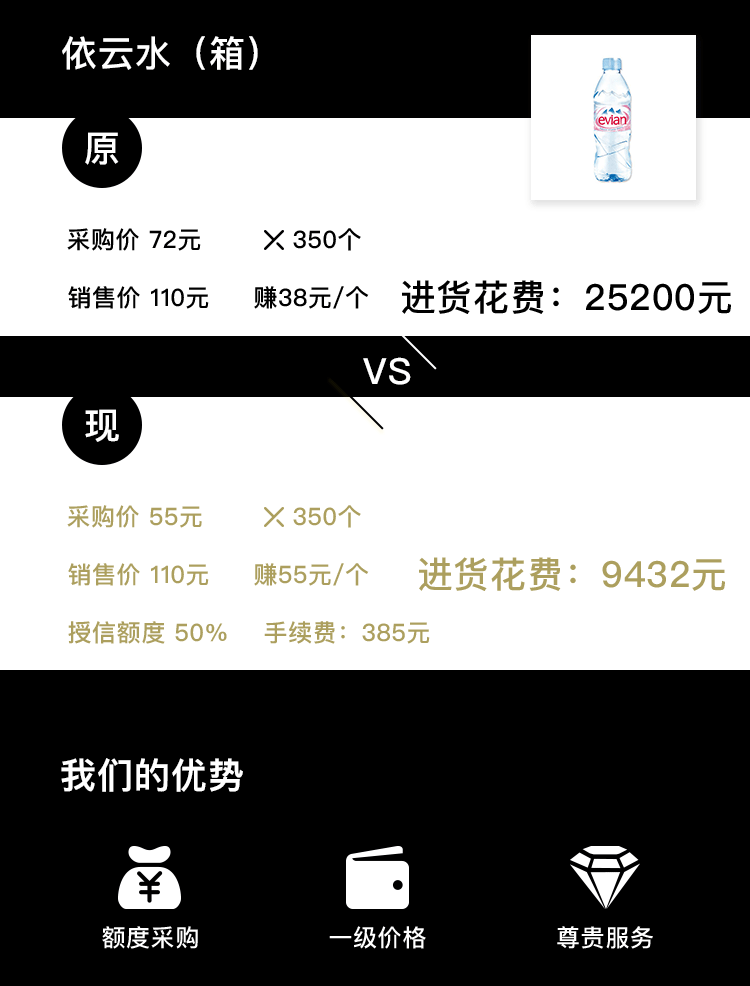 依云水（箱）
evian
原
采购价 72元 × 350个
销售价 110元 赚38元/个 进货花费：25200元
VS
现
采购价 55元 × 350个
销售价 110元 赚55元/个 进货花费：9432元
授信额度 50% 手续费：385元
我们的优势
¥
额度采购 一级价格 尊贵服务